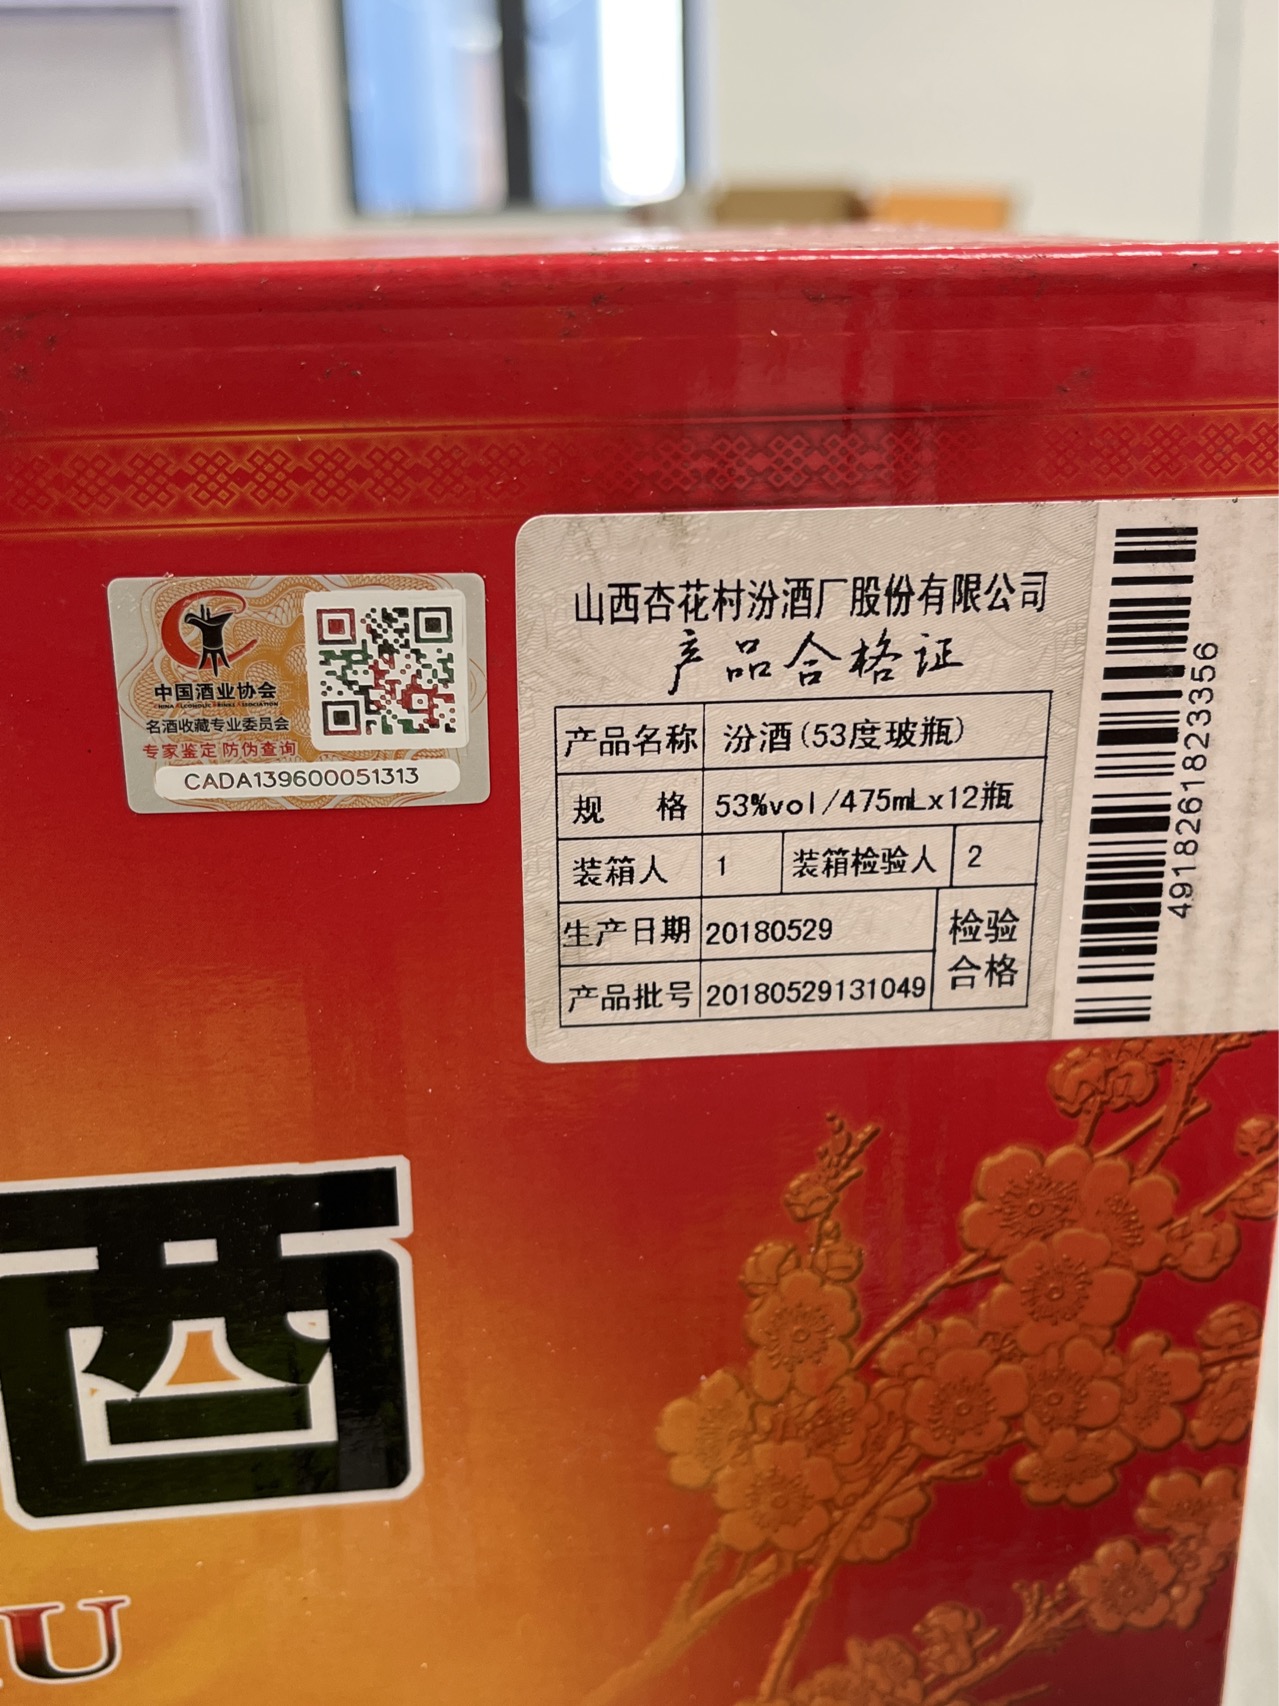 中国酒业协会
CHINA ALCOHOLIC DRINKS ASSOCIATION
名酒收藏专业委员会
专家鉴定 防伪查询
CADA139600051313
山西杏花村汾酒厂股份有限公司
产品合格证
产品名称 汾酒(53度玻瓶)
规 格 53%vol/475mLx12瓶
装箱人 1 装箱检验人 2
生产日期 20180529 检验
产品批号 20180529131049 合格
4918261823356